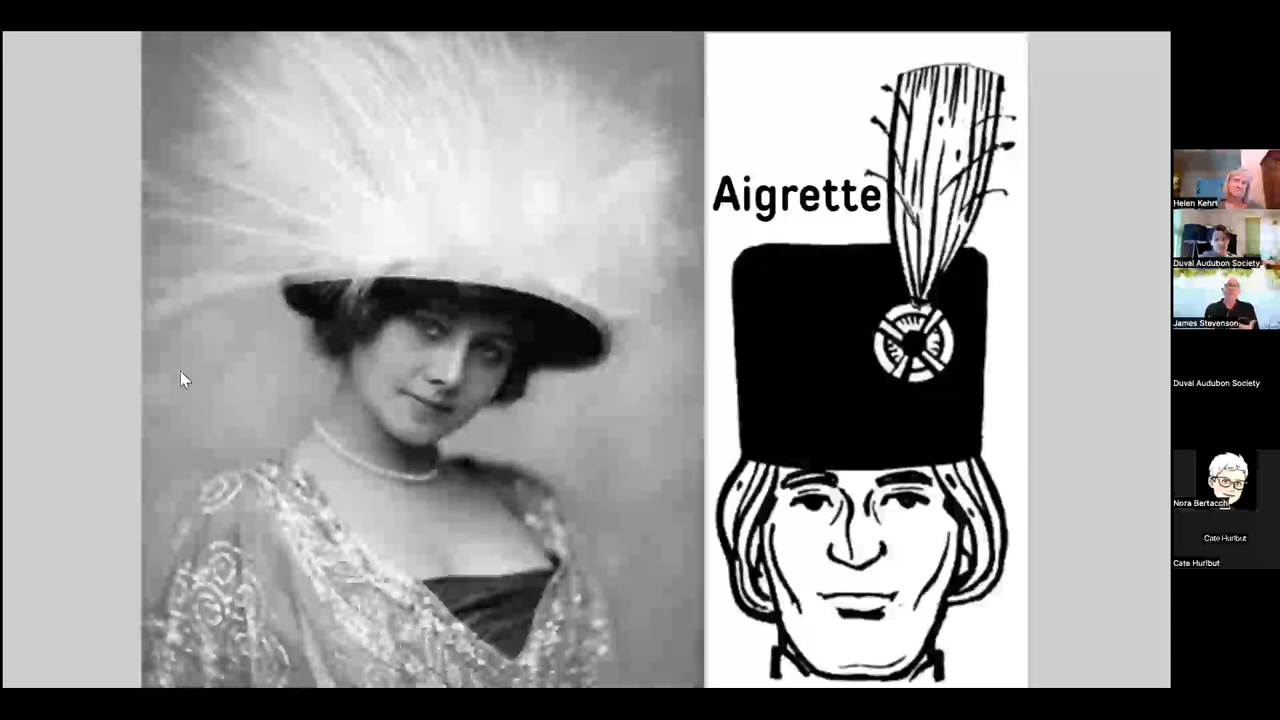 Aigrette
Helen Kehrt
Duval Audubon Society
James Stevenson
Duval Audubon Society
Nora Bertacchi
Cate Hurlbut
Cate Hurlbut